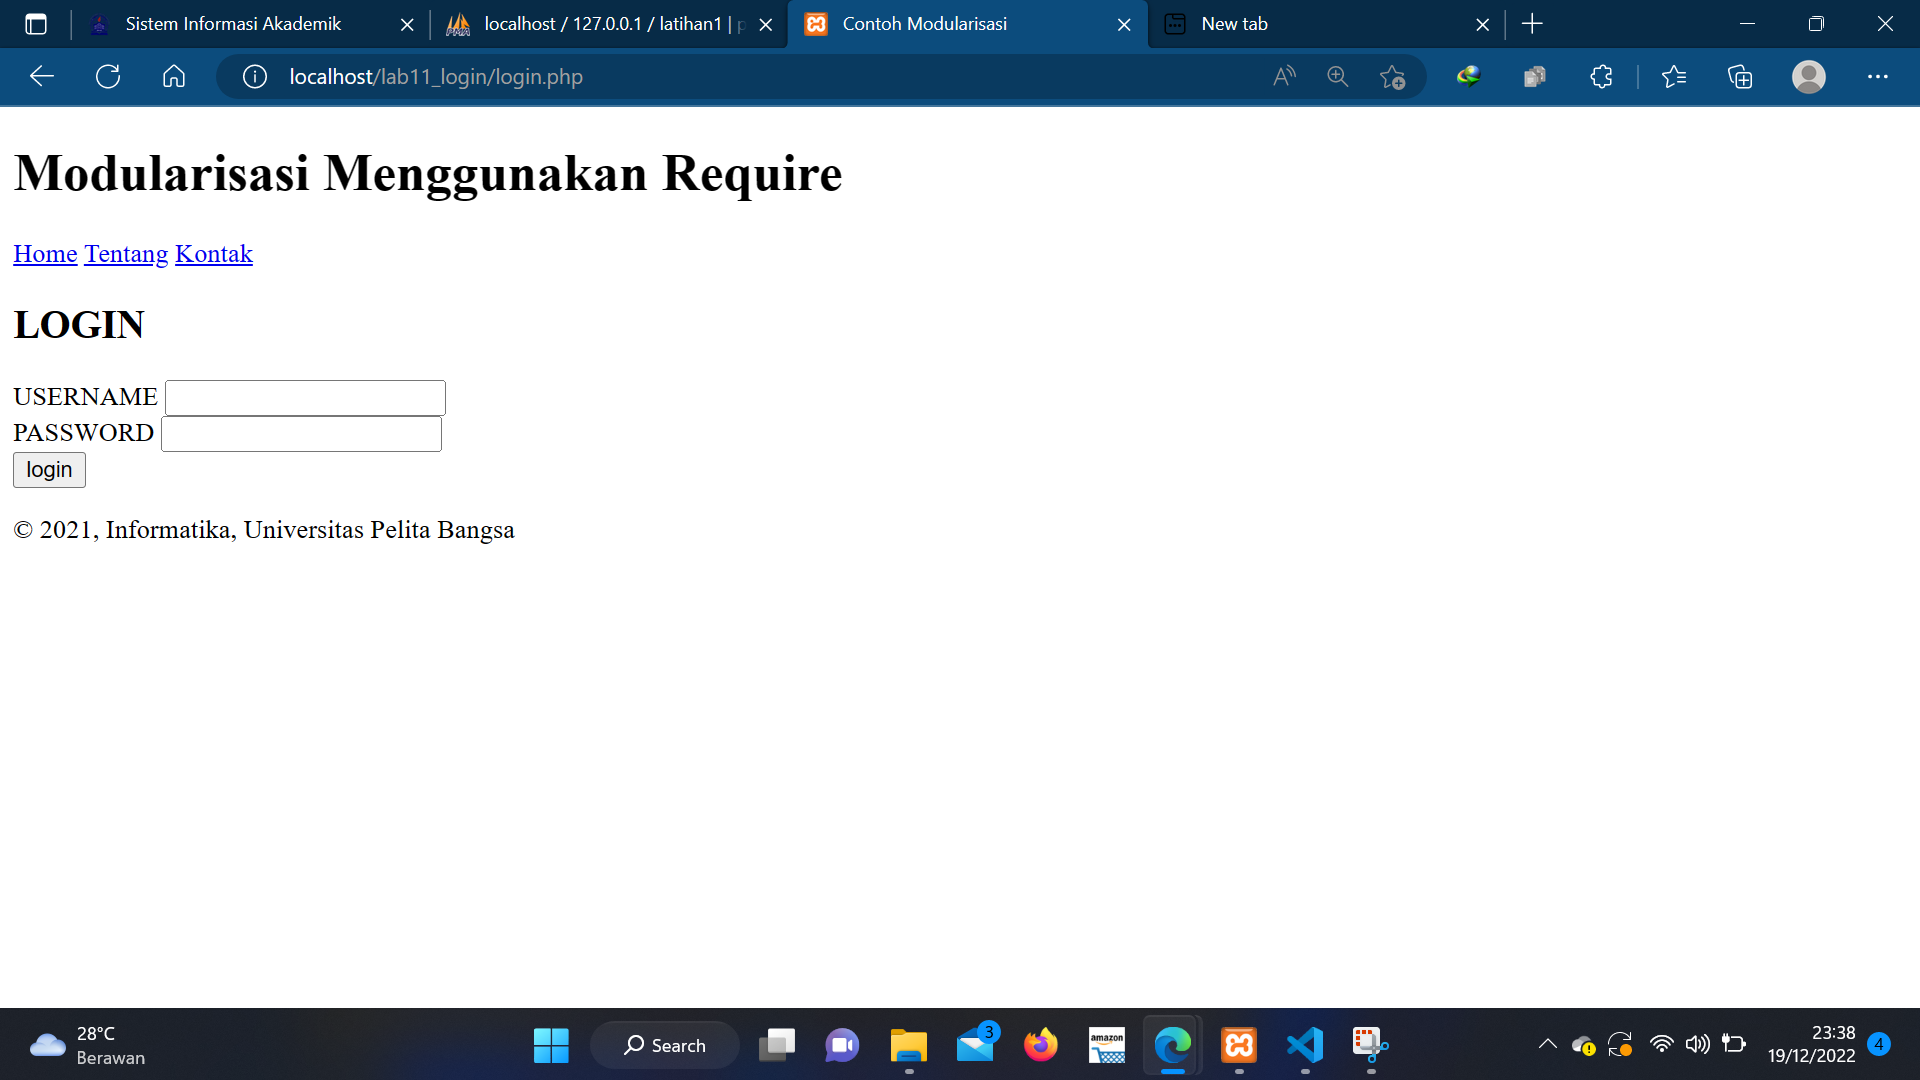 Sistem Informasi Akademik
localhost / 127.0.0.1 / latihan1 | p
Contoh Modularisasi
New tab
localhost/lab11_login/login.php
Modularisasi Menggunakan Require
Home Tentang Kontak
LOGIN
USERNAME
PASSWORD
login
© 2021, Informatika, Universitas Pelita Bangsa
28°C
Berawan
Search
3
amazon
23:38
19/12/2022
4